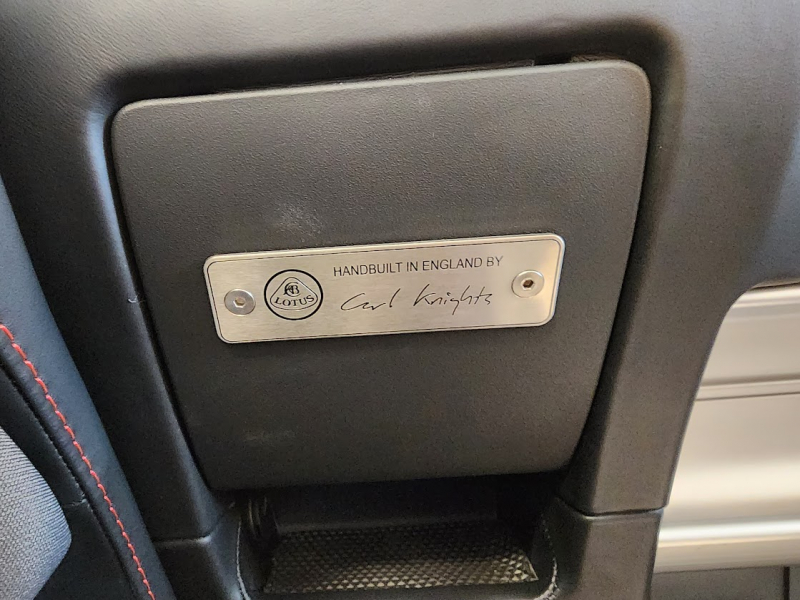 HANDBUILT IN ENGLAND BY
LOTUS
Carl Knights